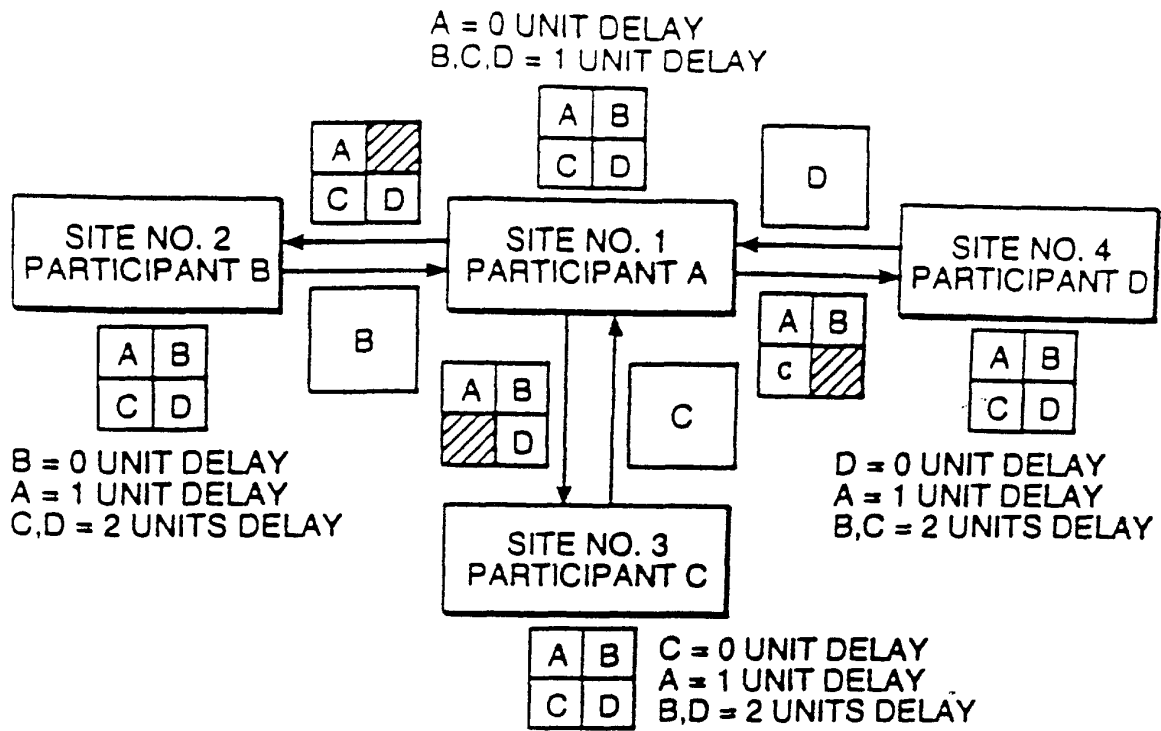 A = 0 UNIT DELAY
B,C,D = 1 UNIT DELAY
A B
C D
A
C D
D
SITE NO. 2
PARTICIPANT B
SITE NO. 1
PARTICIPANT A
SITE NO. 4
PARTICIPANT D
B
A B
C D
A B
D
C
A B
c
A B
C D
B = 0 UNIT DELAY
A = 1 UNIT DELAY
C,D = 2 UNITS DELAY
D = 0 UNIT DELAY
A = 1 UNIT DELAY
B,C = 2 UNITS DELAY
SITE NO. 3
PARTICIPANT C
A B
C D
C = 0 UNIT DELAY
A = 1 UNIT DELAY
B,D = 2 UNITS DELAY